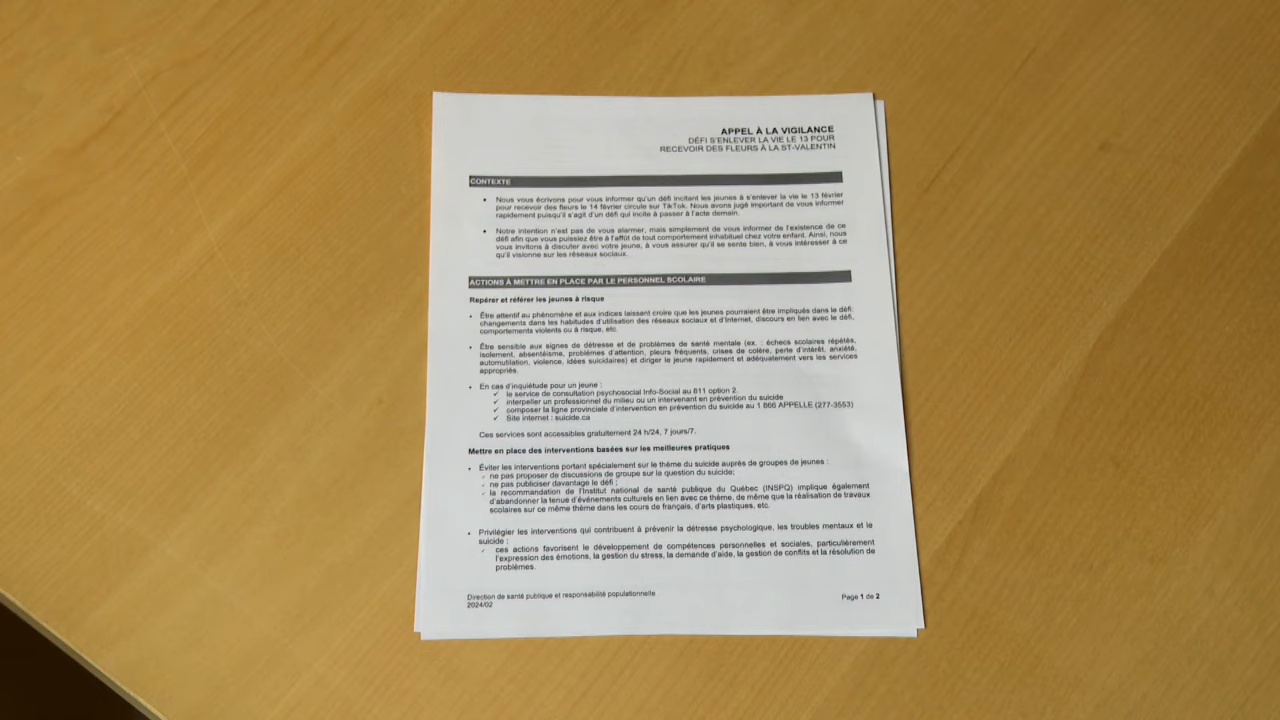 APPEL À LA VIGILANCE
DÉFI S'ENLEVER LA VIE LE 13 POUR
RECEVOIR DES FLEURS À LA ST-VALENTIN
CONTEXTE
• Nous vous écrivons pour vous informer qu'un défi incitant les jeunes à s'enlever la vie le 13 février
pour recevoir des fleurs le 14 février circule sur TikTok. Nous avons jugé important de vous informer
rapidement puisqu'il s'agit d'un défi qui incite à passer à l'acte demain.
• Notre intention n'est pas de vous alarmer, mais simplement de vous informer de l'existence de ce
défi afin que vous puissiez être à l'affût de tout comportement inhabituel chez votre enfant. Ainsi, nous
vous invitons à discuter avec votre jeune, à vous assurer qu'il se sente bien, à vous intéresser à ce
qu'il visionne sur les réseaux sociaux.
ACTIONS À METTRE EN PLACE PAR LE PERSONNEL SCOLAIRE
Repérer et référer les jeunes à risque
• Être attentif au phénomène et aux indices laissant croire que les jeunes pourraient être impliqués dans le défi:
changements dans les habitudes d'utilisation des réseaux sociaux et d'Internet, discours en lien avec le défi,
comportements violents ou à risque, etc.
• Être sensible aux signes de détresse et de problèmes de santé mentale (ex. : échecs scolaires répétés,
isolement, absentéisme, problèmes d'attention, pleurs fréquents, crises de colère, perte d'intérêt, anxiété,
automutilation, violence, idées suicidaires) et diriger le jeune rapidement et adéquatement vers les services
appropriés.
• En cas d'inquiétude pour un jeune :
✓ le service de consultation psychosocial Info-Social au 811 option 2.
✓ interpeller un professionnel du milieu ou un intervenant en prévention du suicide
✓ composer la ligne provinciale d'intervention en prévention du suicide au 1 866 APPELLE (277-3553)
✓ Site internet : suicide.ca
Ces services sont accessibles gratuitement 24 h/24, 7 jours/7.
Mettre en place des interventions basées sur les meilleures pratiques
• Éviter les interventions portant spécialement sur le thème du suicide auprès de groupes de jeunes :
✓ ne pas proposer de discussions de groupe sur la question du suicide;
✓ ne pas publiciser davantage le défi ;
✓ la recommandation de l'Institut national de santé publique du Québec (INSPQ) implique également
d'abandonner la tenue d'événements culturels en lien avec ce thème, de même que la réalisation de travaux
scolaires sur ce même thème dans les cours de français, d'arts plastiques, etc.
• Privilégier les interventions qui contribuent à prévenir la détresse psychologique, les troubles mentaux et le
suicide :
✓ ces actions favorisent le développement de compétences personnelles et sociales, particulièrement
l'expression des émotions, la gestion du stress, la demande d'aide, la gestion de conflits et la résolution de
problèmes.
Direction de santé publique et responsabilité populationnelle
2024/02
Page 1 de 2